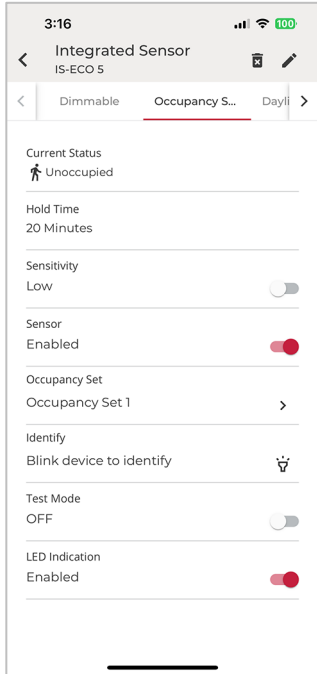 3:16
100
Integrated Sensor
IS-ECO 5
Dimmable
Occupancy S...
Dayli
Current Status
Unoccupied
Hold Time
20 Minutes
Sensitivity
Low
Sensor
Enabled
Occupancy Set
Occupancy Set 1
Identify
Blink device to identify
Test Mode
OFF
LED Indication
Enabled